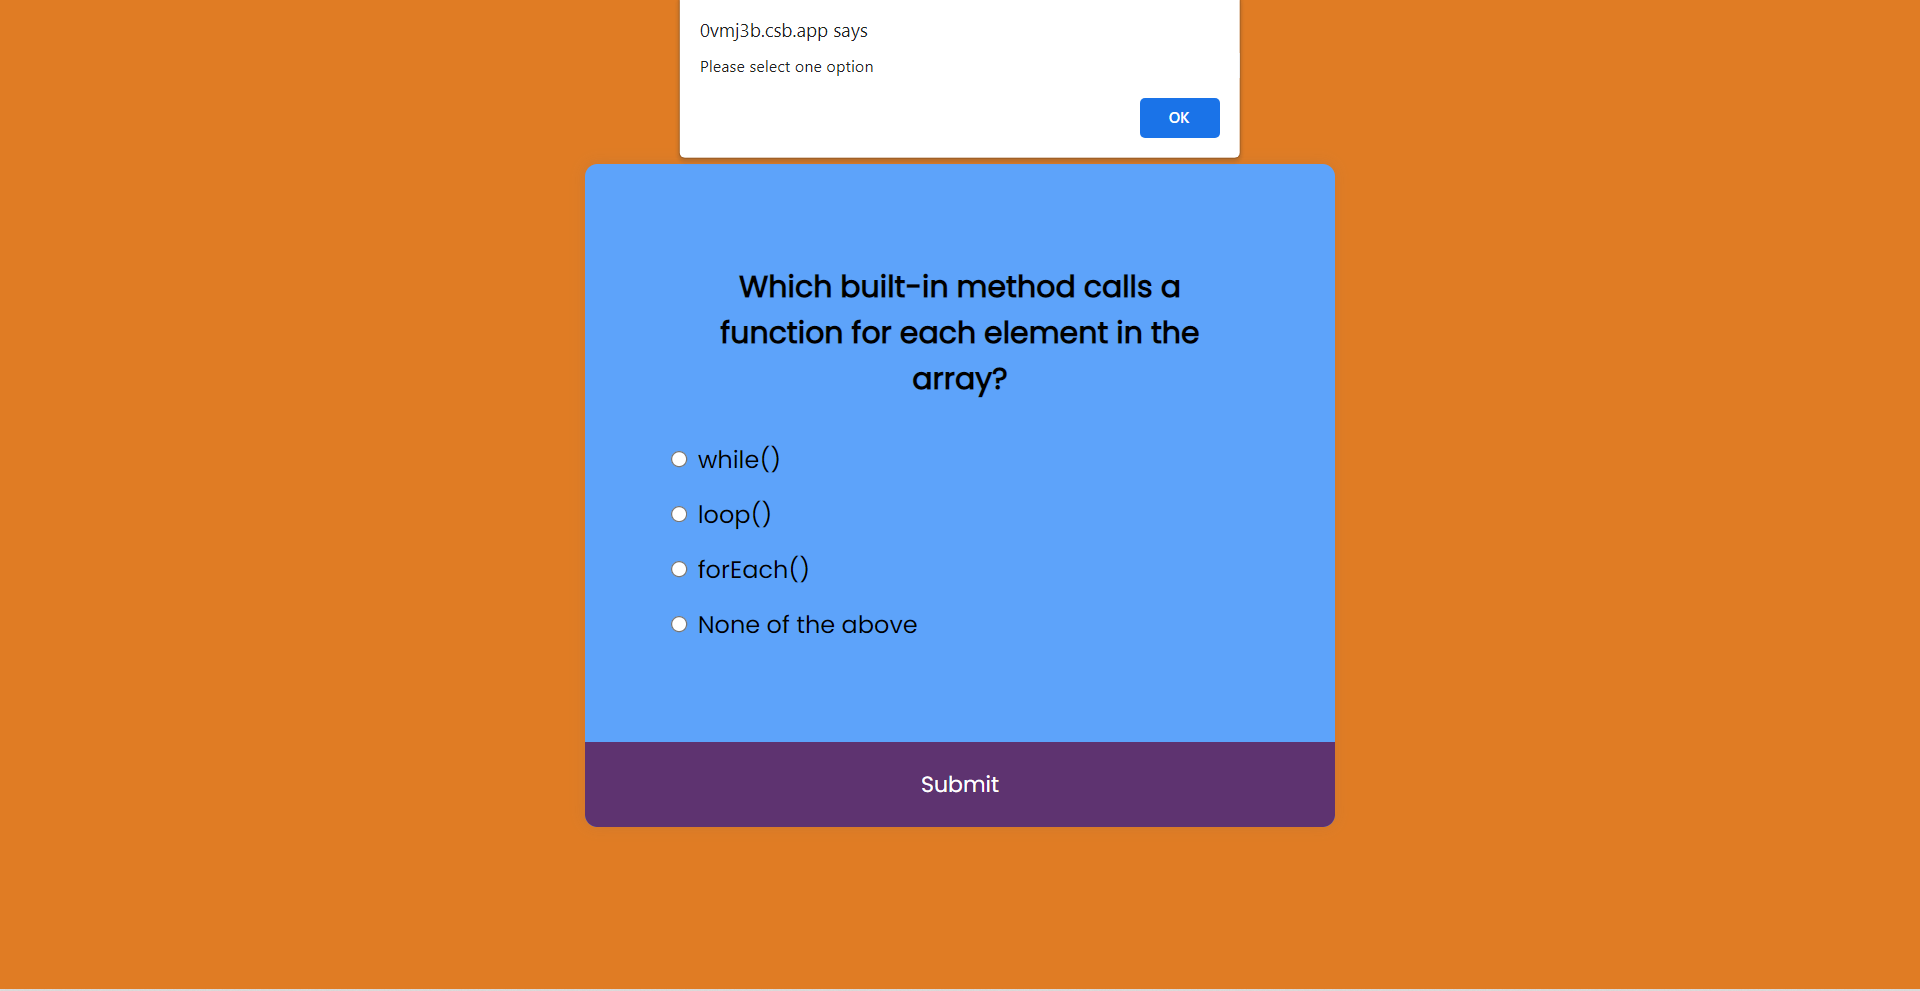 0vmj3b.csb.app says
Please select one option
OK
Which built-in method calls a
function for each element in the
array?
while()
loop()
forEach()
None of the above
Submit